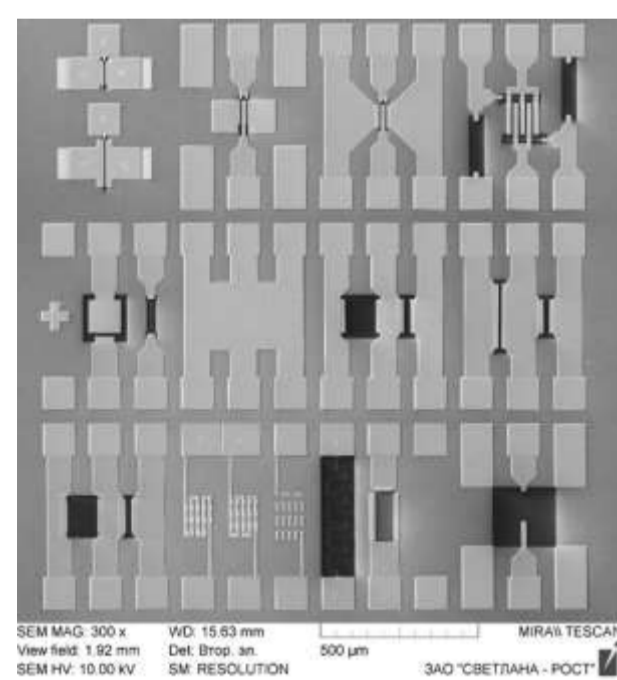 SEM MAG: 300 x WD: 15.63 mm MIRA\\ TESCAN
View field: 1.92 mm Det: Втор. эл. 500 µm
SEM HV: 10.00 kV SM: RESOLUTION ЗАО "СВЕТЛАНА - РОСТ"